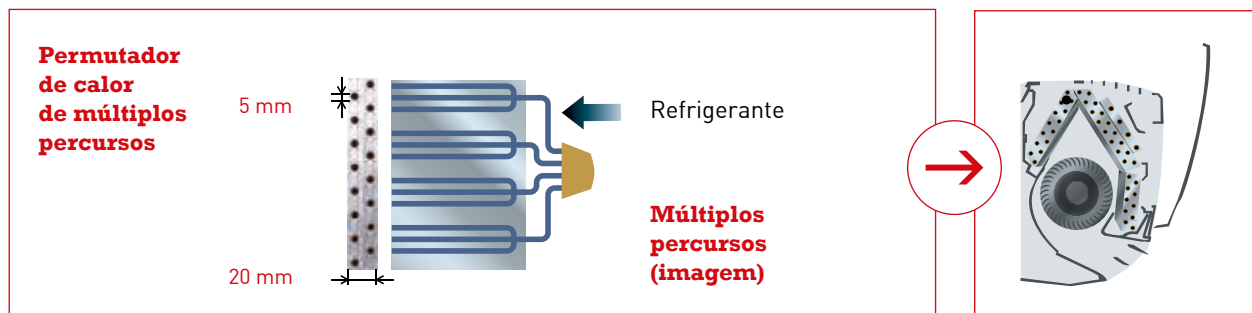 Permutador
de calor
de múltiplos
percursos
5 mm
20 mm
Refrigerante
Múltiplos
percursos
(imagem)